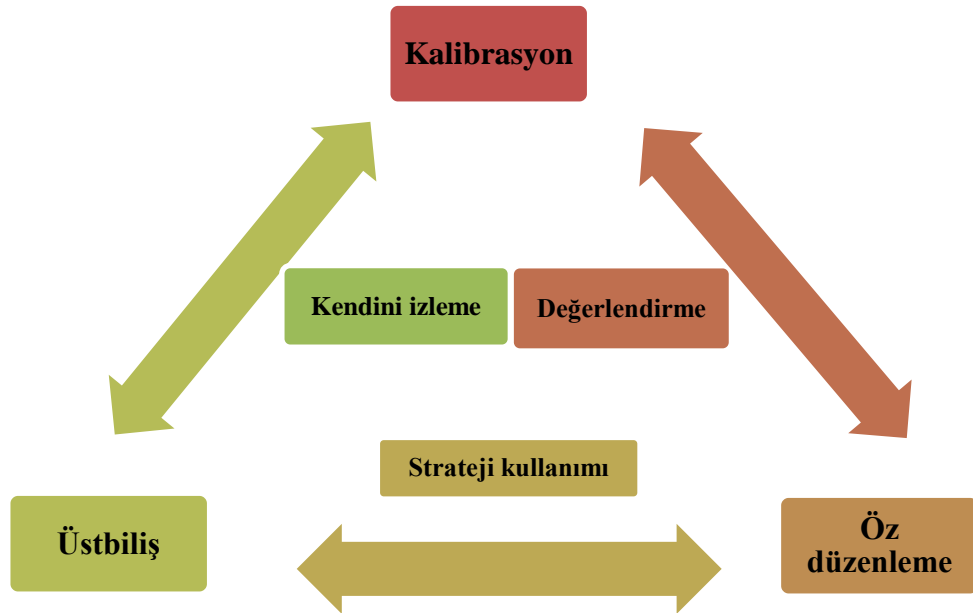 Kalibrasyon
Kendini izleme
Değerlendirme
Strateji kullanımı
Üstbiliş
Öz
düzenleme